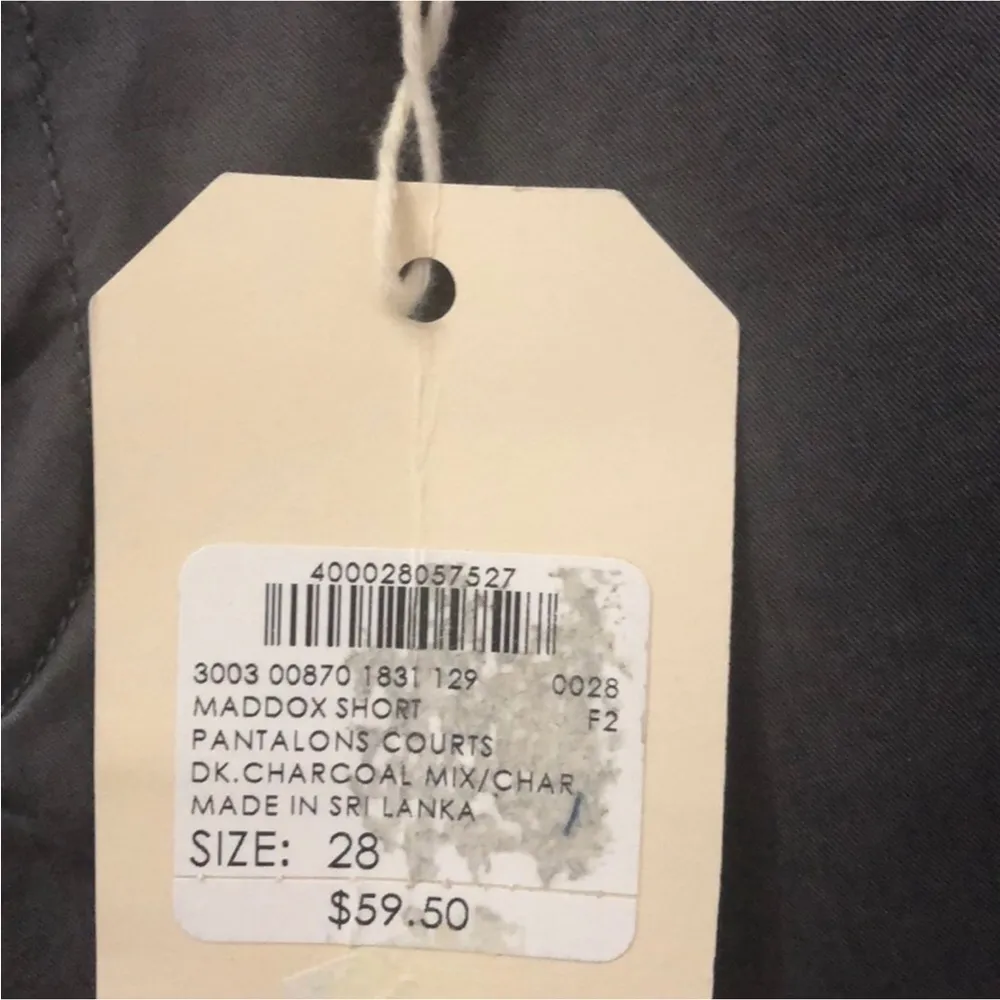 400028057527
3003 00870 1831 129 0028
MADDOX SHORT F2
PANTALONS COURTS
DK.CHARCOAL MIX/CHAR
MADE IN SRI LANKA
SIZE: 28
$59.50